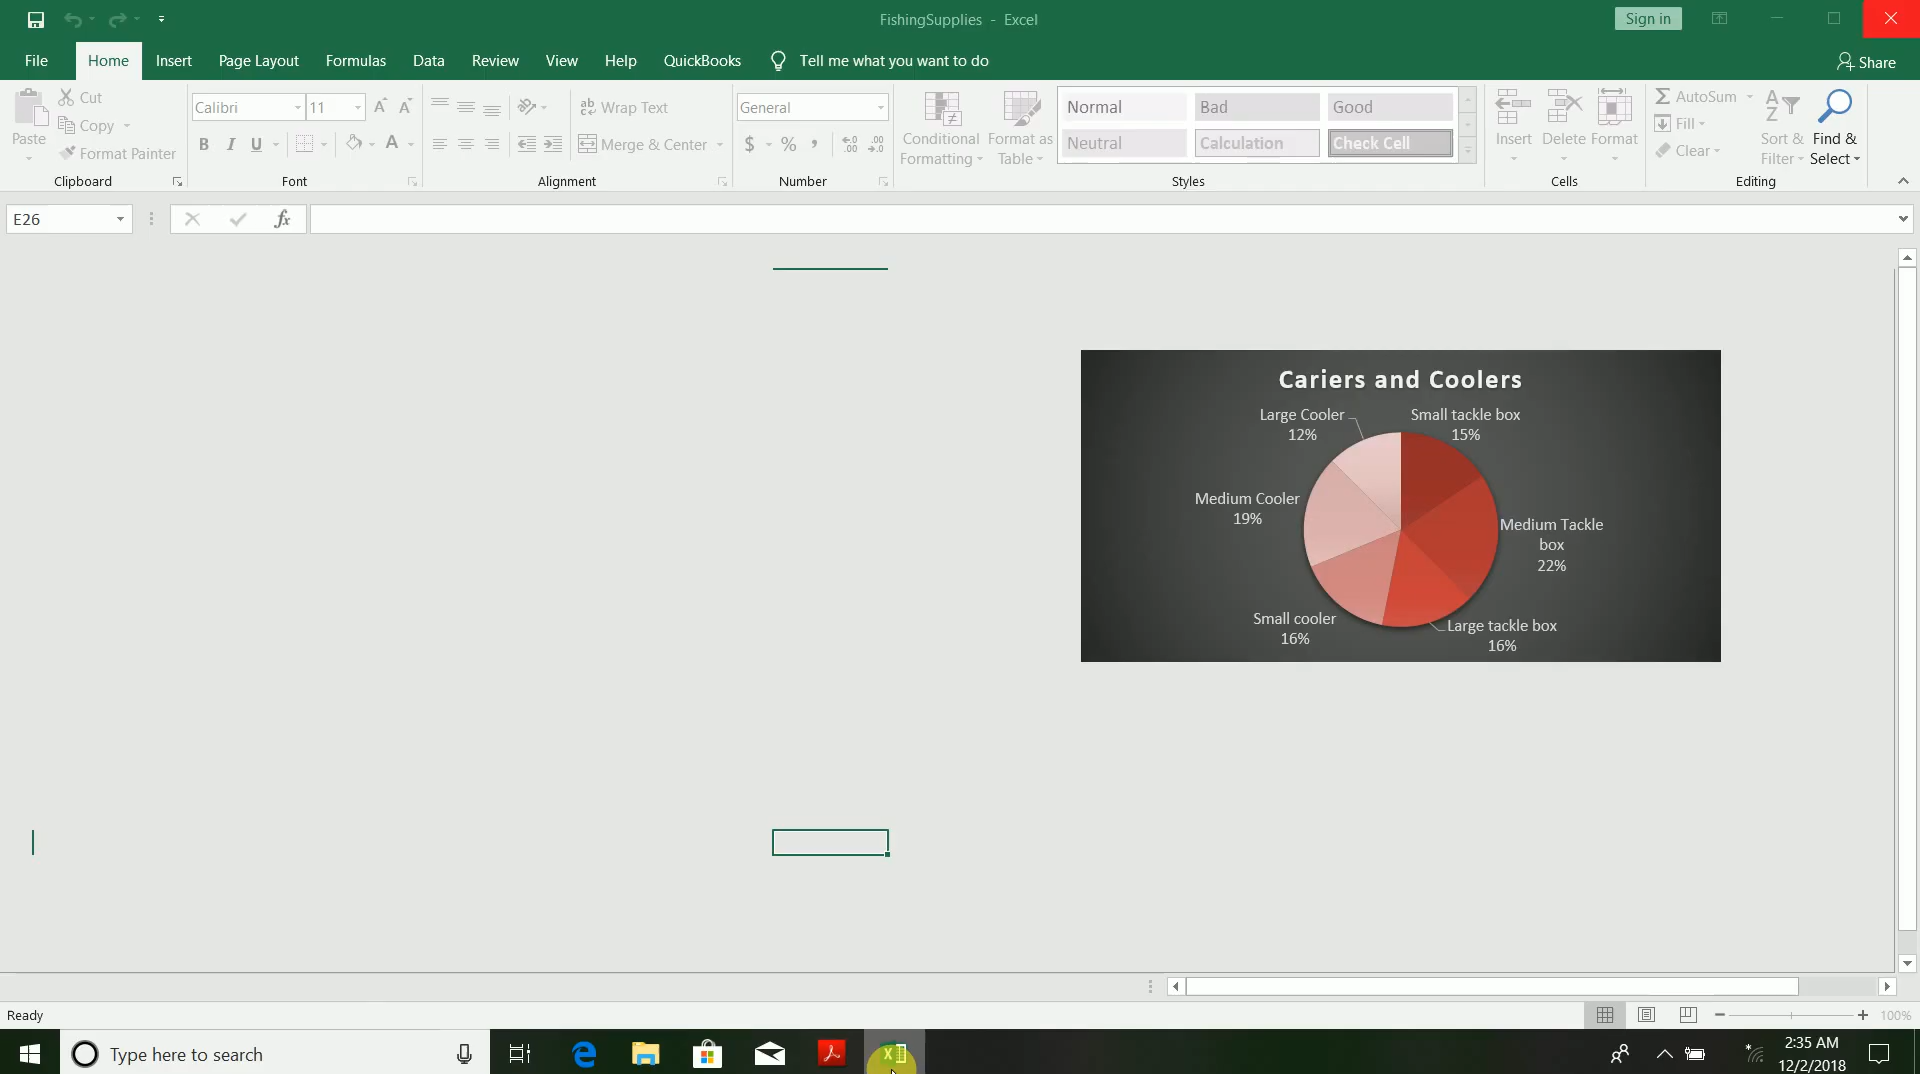 FishingSupplies - Excel
Sign in
File Home Insert Page Layout Formulas Data Review View Help QuickBooks Tell me what you want to do Share
Paste
Cut
Copy
Format Painter
Clipboard
Calibri 11
B I U A
Font
Wrap Text
Merge & Center
Alignment
General
$ % ,
Number
Conditional
Formatting
Format as
Table
Normal Bad Good
Neutral Calculation Check Cell
Styles
Insert Delete Format
Cells
AutoSum
Fill
Clear
Sort &
Filter
Find &
Select
Editing
E26 fx
Cariers and Coolers
Large Cooler
12%
Small tackle box
15%
Medium Cooler
19%
Medium Tackle
box
22%
Small cooler
16%
Large tackle box
16%
Ready
100%
Type here to search
2:35 AM
12/2/2018